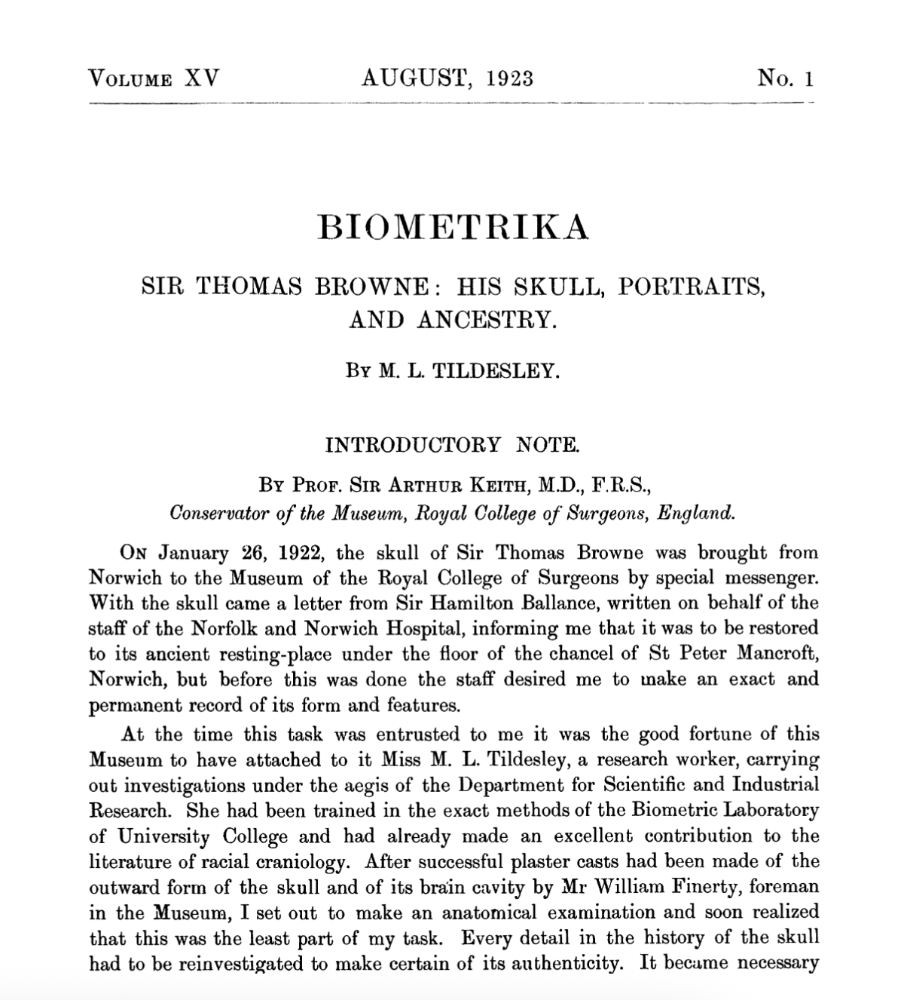 VOLUME XV AUGUST, 1923 No. 1
BIOMETRIKA
SIR THOMAS BROWNE: HIS SKULL, PORTRAITS,
AND ANCESTRY.
BY M. L. TILDESLEY.
INTRODUCTORY NOTE.
BY PROF. SIR ARTHUR KEITH, M.D., F.R.S.,
Conservator of the Museum, Royal College of Surgeons, England.
ON January 26, 1922, the skull of Sir Thomas Browne was brought from
Norwich to the Museum of the Royal College of Surgeons by special messenger.
With the skull came a letter from Sir Hamilton Ballance, written on behalf of the
staff of the Norfolk and Norwich Hospital, informing me that it was to be restored
to its ancient resting-place under the floor of the chancel of St Peter Mancroft,
Norwich, but before this was done the staff desired me to make an exact and
permanent record of its form and features.
At the time this task was entrusted to me it was the good fortune of this
Museum to have attached to it Miss M. L. Tildesley, a research worker, carrying
out investigations under the aegis of the Department for Scientific and Industrial
Research. She had been trained in the exact methods of the Biometric Laboratory
of University College and had already made an excellent contribution to the
literature of racial craniology. After successful plaster casts had been made of the
outward form of the skull and of its brain cavity by Mr William Finerty, foreman
in the Museum, I set out to make an anatomical examination and soon realized
that this was the least part of my task. Every detail in the history of the skull
had to be reinvestigated to make certain of its authenticity. It became necessary